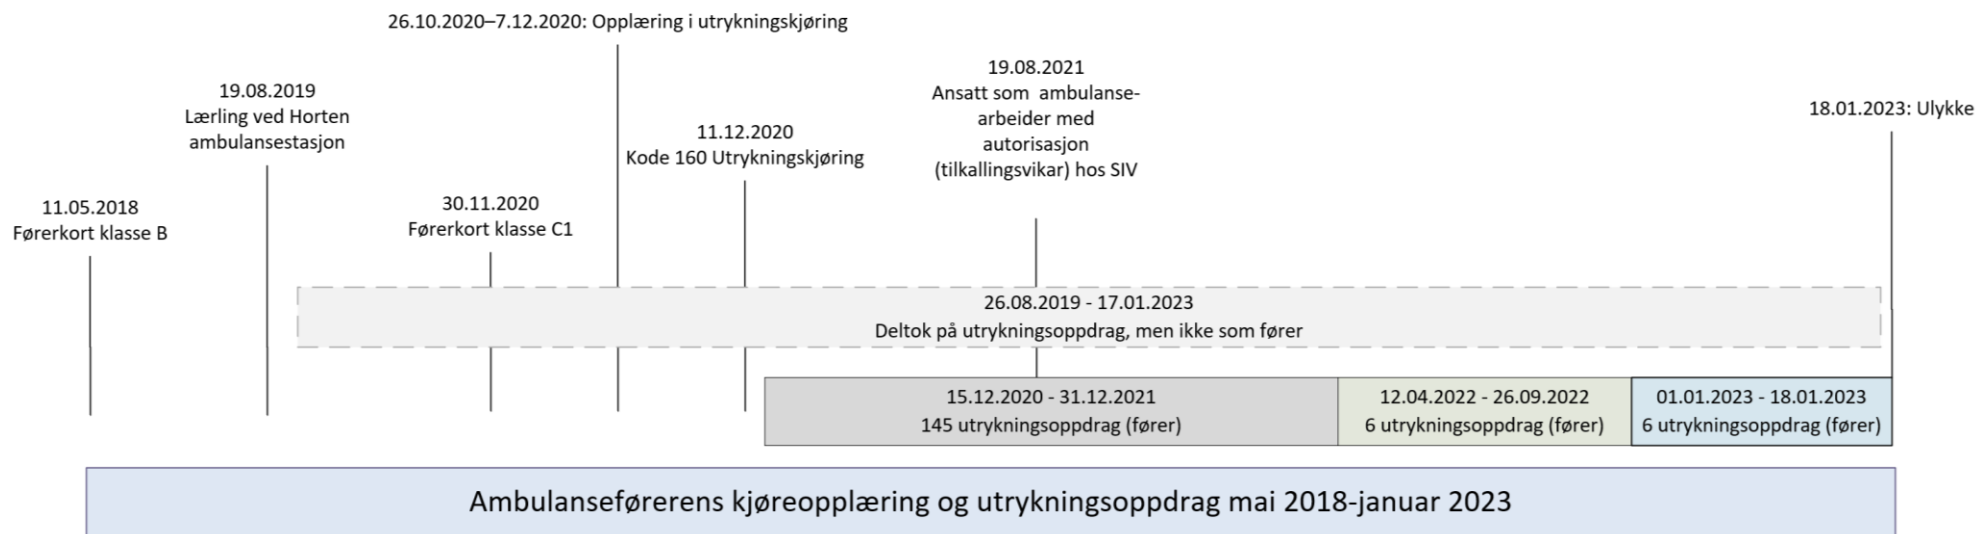 26.10.2020–7.12.2020: Opplæring i utrykningskjøring
19.08.2021
Ansatt som ambulanse-
arbeider med
autorisasjon
(tilkallingsvikar) hos SIV
19.08.2019
Lærling ved Horten
ambulansestasjon
18.01.2023: Ulykke
11.12.2020
Kode 160 Utrykningskjøring
11.05.2018
Førerkort klasse B
30.11.2020
Førerkort klasse C1
26.08.2019 - 17.01.2023
Deltok på utrykningsoppdrag, men ikke som fører
15.12.2020 - 31.12.2021
145 utrykningsoppdrag (fører)
12.04.2022 - 26.09.2022
6 utrykningsoppdrag (fører)
01.01.2023 - 18.01.2023
6 utrykningsoppdrag (fører)
Ambulanseførerens kjøreopplæring og utrykningsoppdrag mai 2018-januar 2023